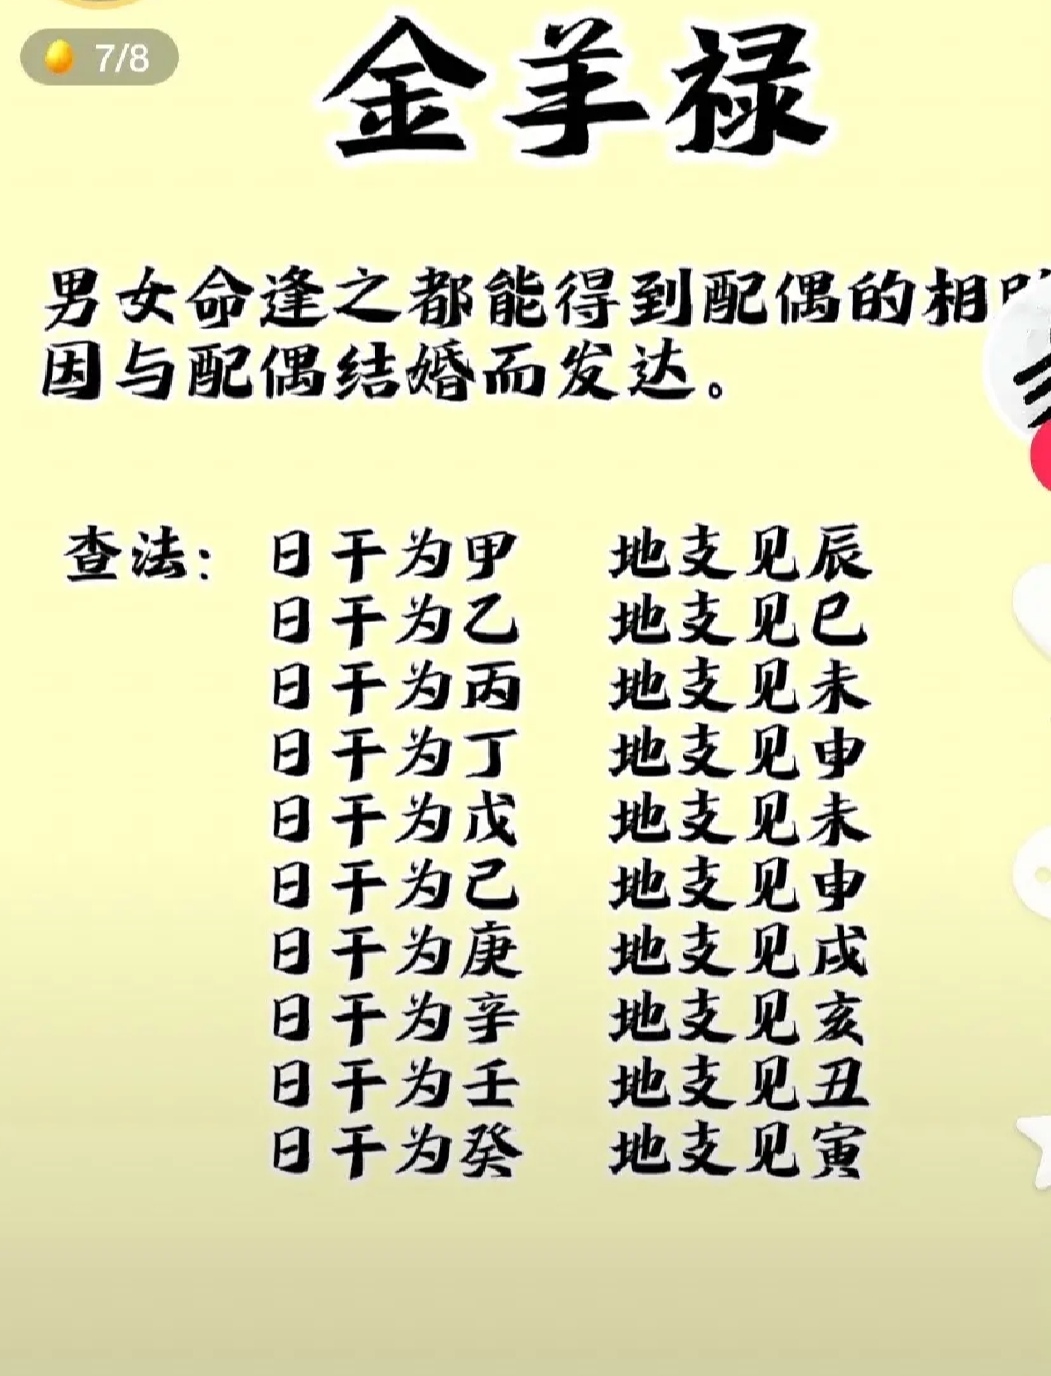 7/8
金羊禄
男女命逢之都能得到配偶的相
因与配偶结婚而发达。
查法： 日干为甲 地支见辰
日干为乙 地支见巳
日干为丙 地支见未
日干为丁 地支见申
日干为戊 地支见未
日干为己 地支见申
日干为庚 地支见戌
日干为辛 地支见亥
日干为壬 地支见丑
日干为癸 地支见寅